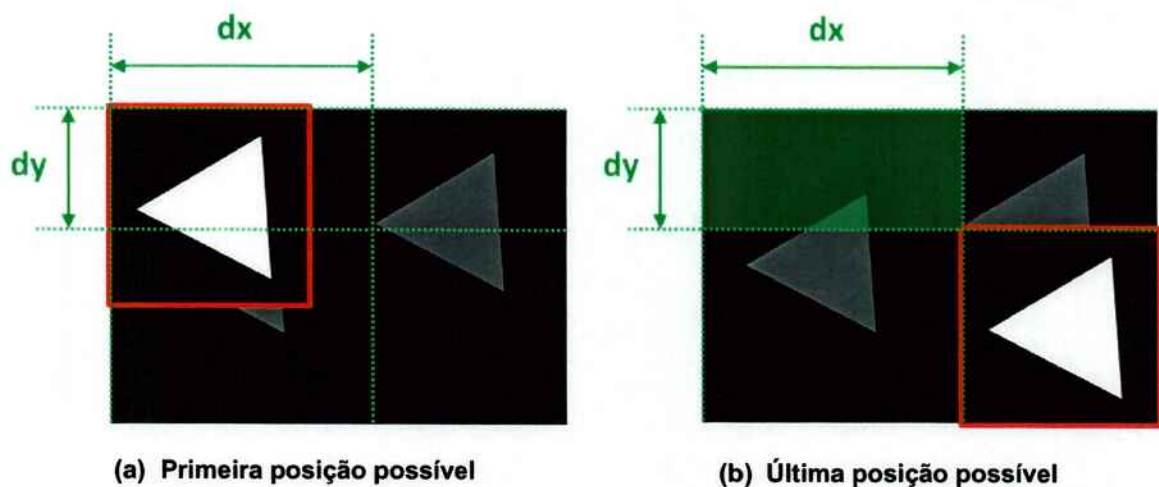 dx
dx
dy
dy
(a) Primeira posição possível
(b) Última posição possível